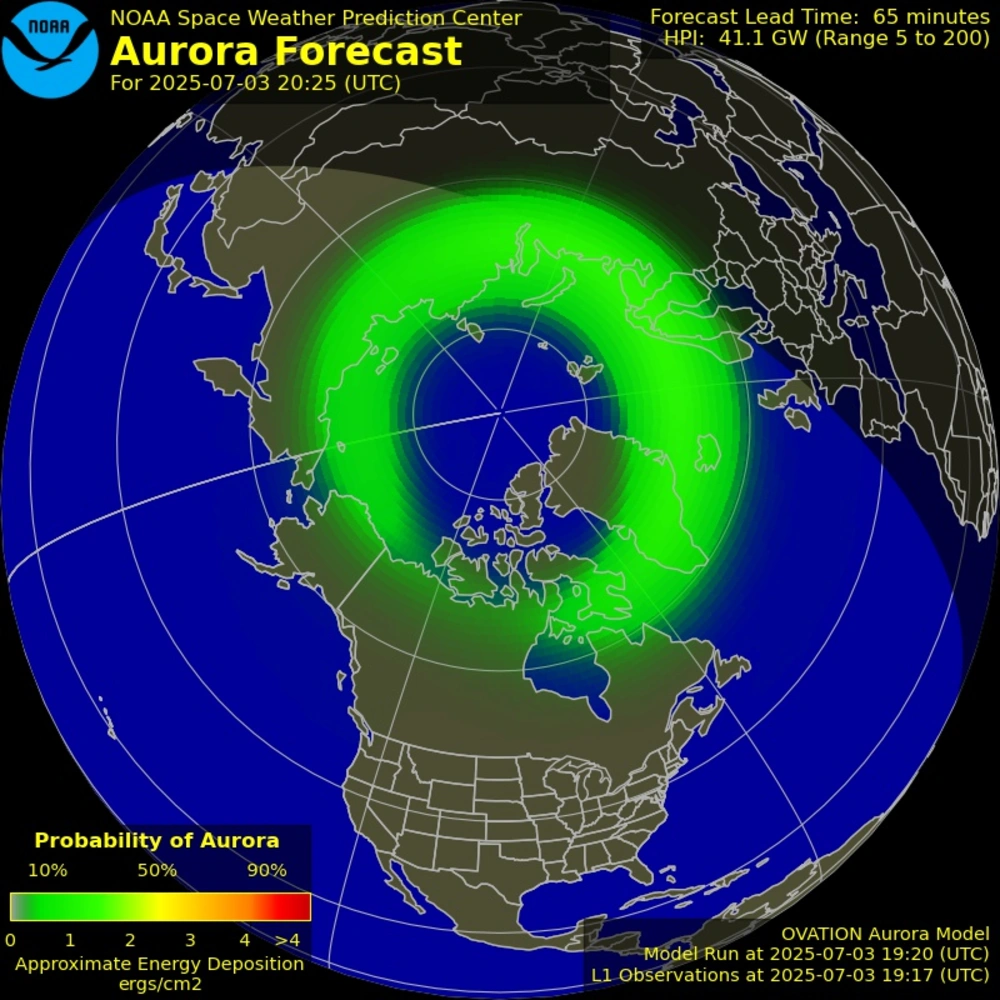 NOAA
NOAA Space Weather Prediction Center
Aurora Forecast
For 2025-07-03 20:25 (UTC)
Forecast Lead Time: 65 minutes
HPI: 41.1 GW (Range 5 to 200)
Probability of Aurora
10% 50% 90%
0 1 2 3 4 >4
Approximate Energy Deposition
ergs/cm2
OVATION Aurora Model
Model Run at 2025-07-03 19:20 (UTC)
L1 Observations at 2025-07-03 19:17 (UTC)